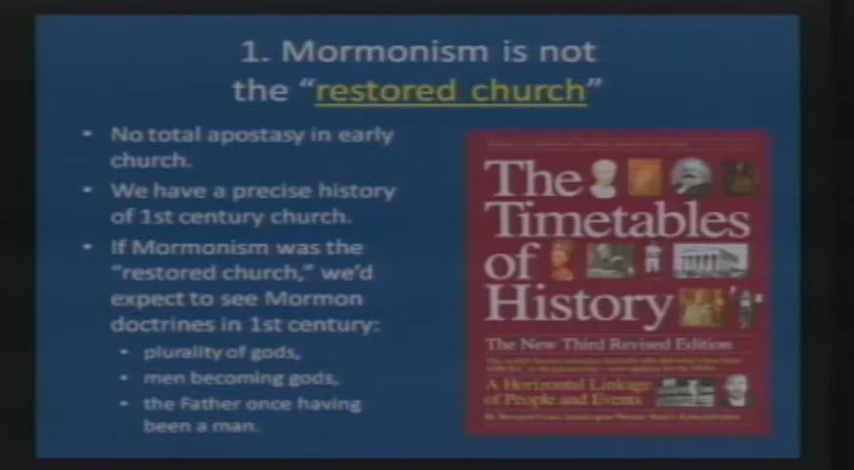 1. Mormonism is not
the “restored church”
• No total apostasy in early
church.
• We have a precise history
of 1st century church.
• If Mormonism was the
“restored church,” we’d
expect to see Mormon
doctrines in 1st century:
• plurality of gods,
• men becoming gods,
• the Father once having
been a man.
The
Timetables
of
History
The New Third Revised Edition
A Horizontal Linkage
of People and Events